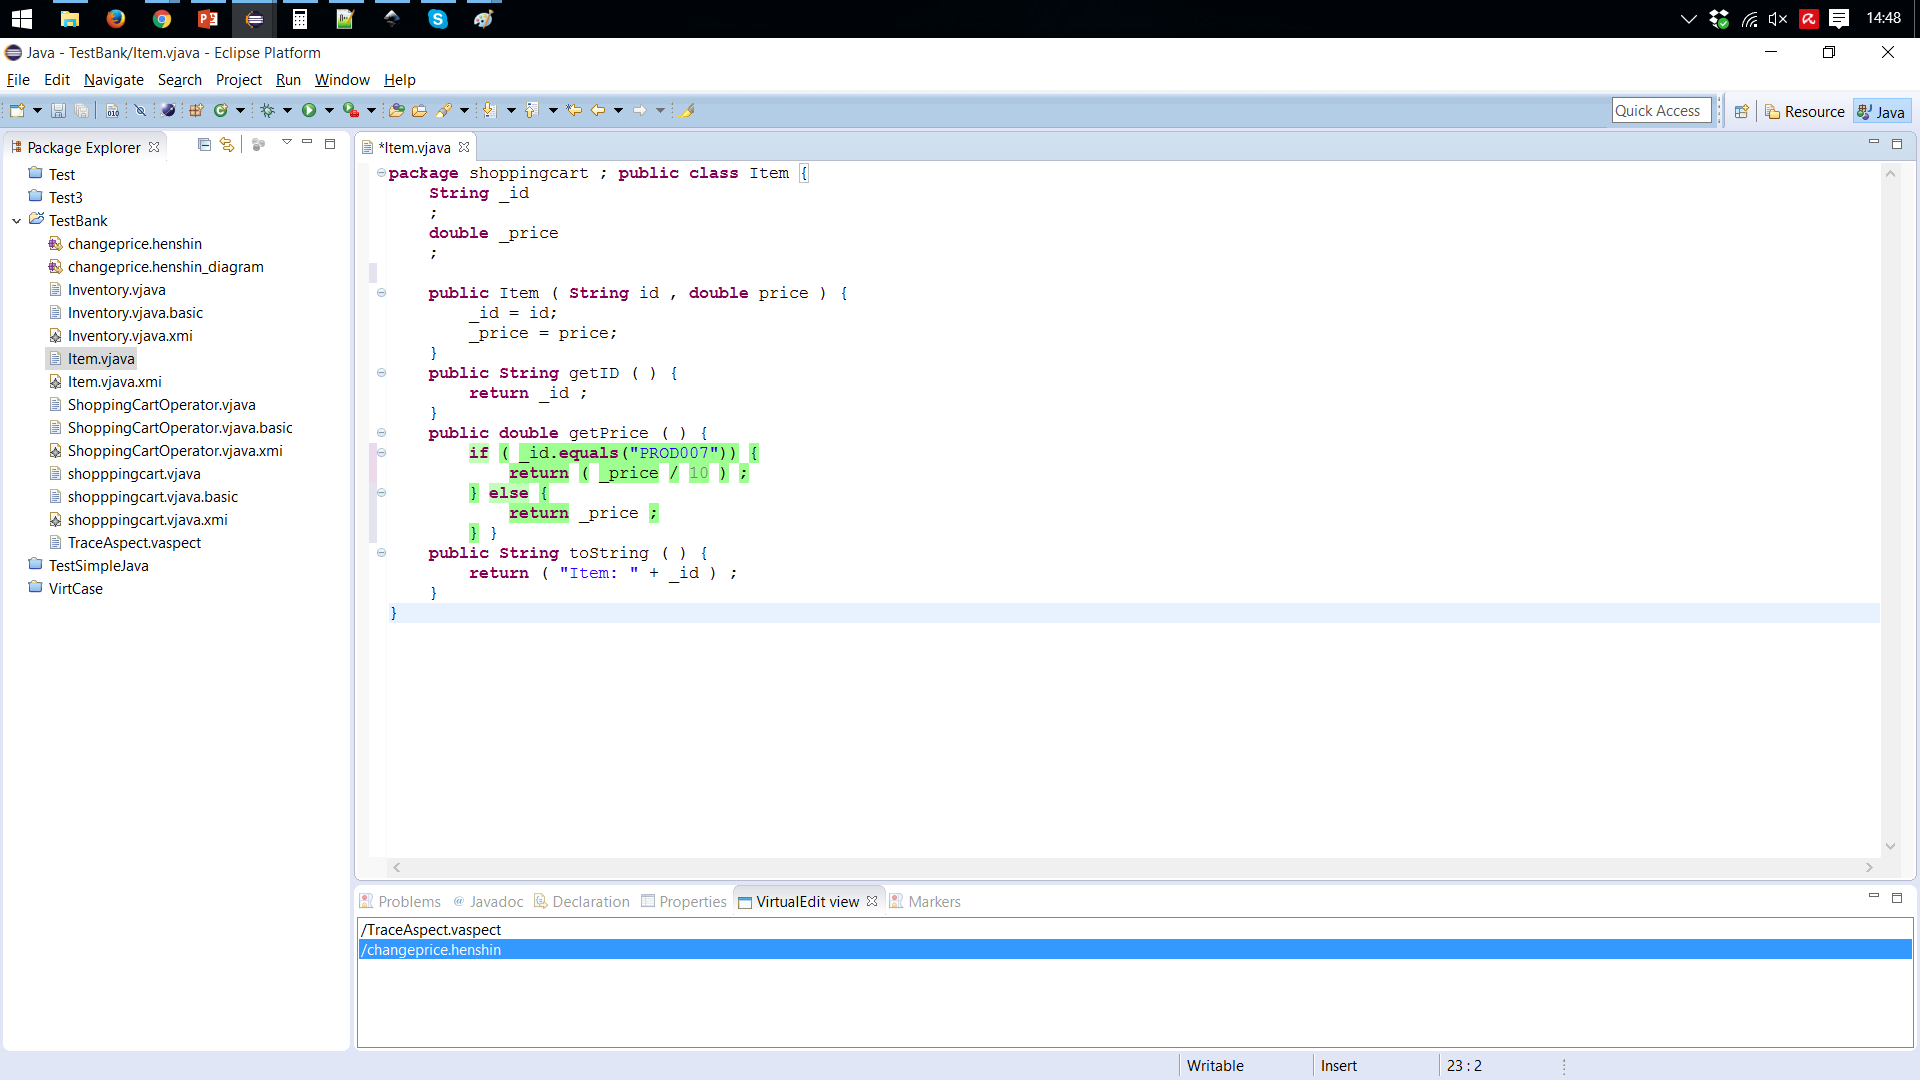 14:48
Java - TestBank/Item.vjava - Eclipse Platform
File Edit Navigate Search Project Run Window Help
Quick Access Resource Java
Package Explorer
Test
Test3
TestBank
changeprice.henshin
changeprice.henshin_diagram
Inventory.vjava
Inventory.vjava.basic
Inventory.vjava.xmi
Item.vjava
Item.vjava.xmi
ShoppingCartOperator.vjava
ShoppingCartOperator.vjava.basic
ShoppingCartOperator.vjava.xmi
shopppingcart.vjava
shopppingcart.vjava.basic
shopppingcart.vjava.xmi
TraceAspect.vaspect
TestSimpleJava
VirtCase
*Item.vjava
package shoppingcart ; public class Item {
String _id
;
double _price
;
public Item ( String id , double price ) {
_id = id;
_price = price;
}
public String getID ( ) {
return _id ;
}
public double getPrice ( ) {
if ( _id.equals("PROD007")) {
return ( _price / 10 ) ;
} else {
return _price ;
} }
public String toString ( ) {
return ( "Item: " + _id ) ;
}
}
Problems @ Javadoc Declaration Properties VirtualEdit view Markers
/TraceAspect.vaspect
/changeprice.henshin
Writable Insert 23 : 2